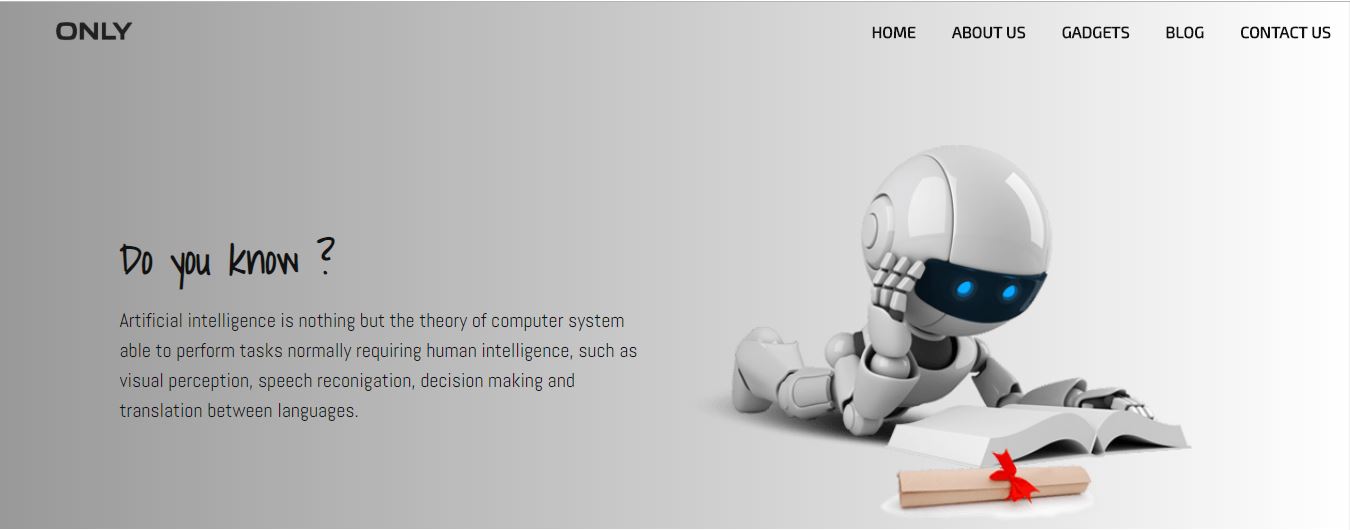 ONLY
HOME ABOUT US GADGETS BLOG CONTACT US
Do you know ?
Artificial intelligence is nothing but the theory of computer system
able to perform tasks normally requiring human intelligence, such as
visual perception, speech reconigation, decision making and
translation between languages.